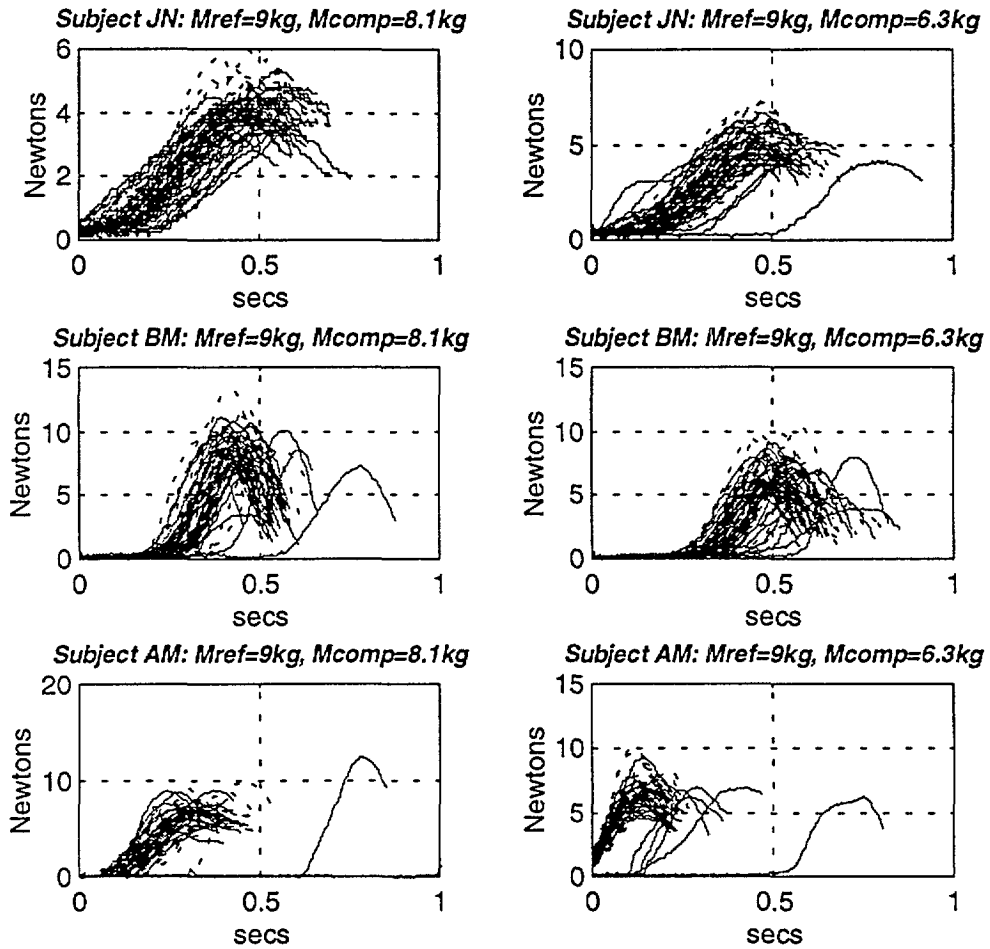 Subject JN: Mref=9kg, Mcomp=8.1kg
6
4
2
0
Newtons
0 0.5 1
secs
Subject JN: Mref=9kg, Mcomp=6.3kg
10
5
0
Newtons
0 0.5 1
secs
Subject BM: Mref=9kg, Mcomp=8.1kg
15
10
5
0
Newtons
0 0.5 1
secs
Subject BM: Mref=9kg, Mcomp=6.3kg
15
10
5
0
Newtons
0 0.5 1
secs
Subject AM: Mref=9kg, Mcomp=8.1kg
20
10
0
Newtons
0 0.5 1
secs
Subject AM: Mref=9kg, Mcomp=6.3kg
15
10
5
0
Newtons
0 0.5 1
secs